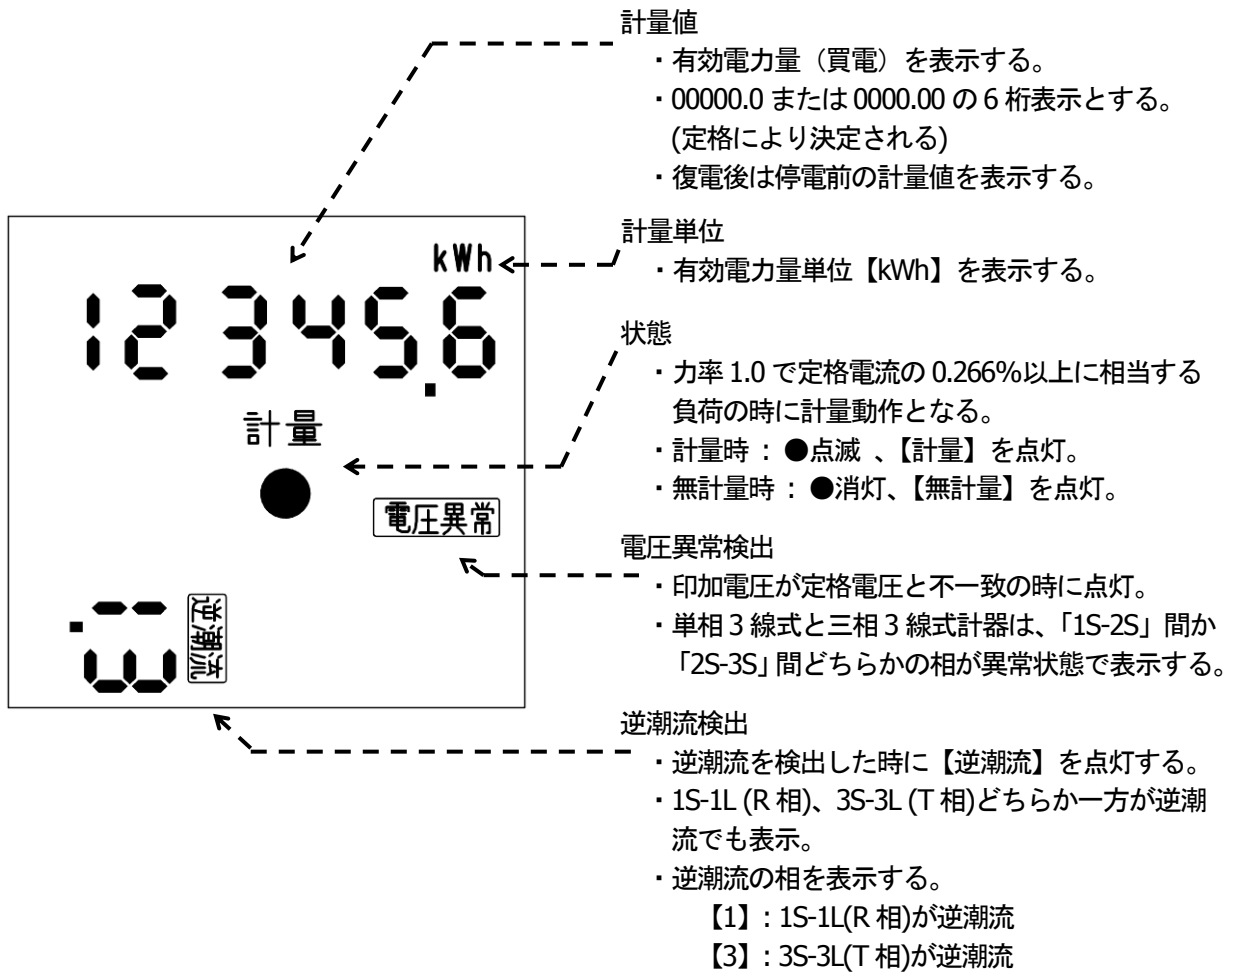 計量値
・有効電力量（買電）を表示する。
・00000.0 または 0000.00 の 6 桁表示とする。
(定格により決定される)
・復電後は停電前の計量値を表示する。
計量単位
・有効電力量単位【kWh】を表示する。
状態
・力率 1.0 で定格電流の 0.266%以上に相当する
負荷の時に計量動作となる。
・計量時 : ●点滅 、【計量】を点灯。
・無計量時 : ●消灯、【無計量】を点灯。
電圧異常検出
・印加電圧が定格電圧と不一致の時に点灯。
・単相 3 線式と三相 3 線式計器は、「1S-2S」間か
「2S-3S」間どちらかの相が異常状態で表示する。
逆潮流検出
・逆潮流を検出した時に【逆潮流】を点灯する。
・1S-1L (R 相)、3S-3L (T 相)どちらか一方が逆潮
流でも表示。
・逆潮流の相を表示する。
【1】: 1S-1L(R 相)が逆潮流
【3】: 3S-3L(T 相)が逆潮流
kWh
12345.6
計量
●
電圧異常
1.3
逆潮流